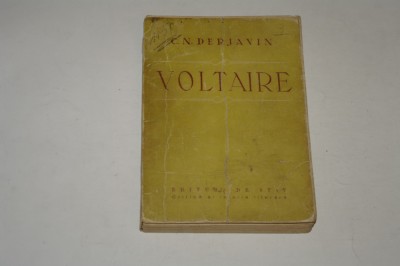 C.N. DERJAVIN
VOLTAIRE
EDITURA DE STAT